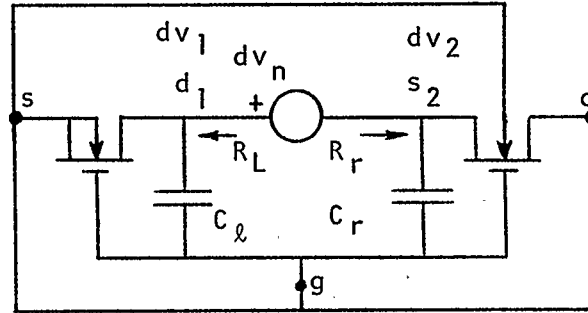 dv1 dv2
dvn
s d1 + s2 d
RL Rr
Cℓ Cr
g